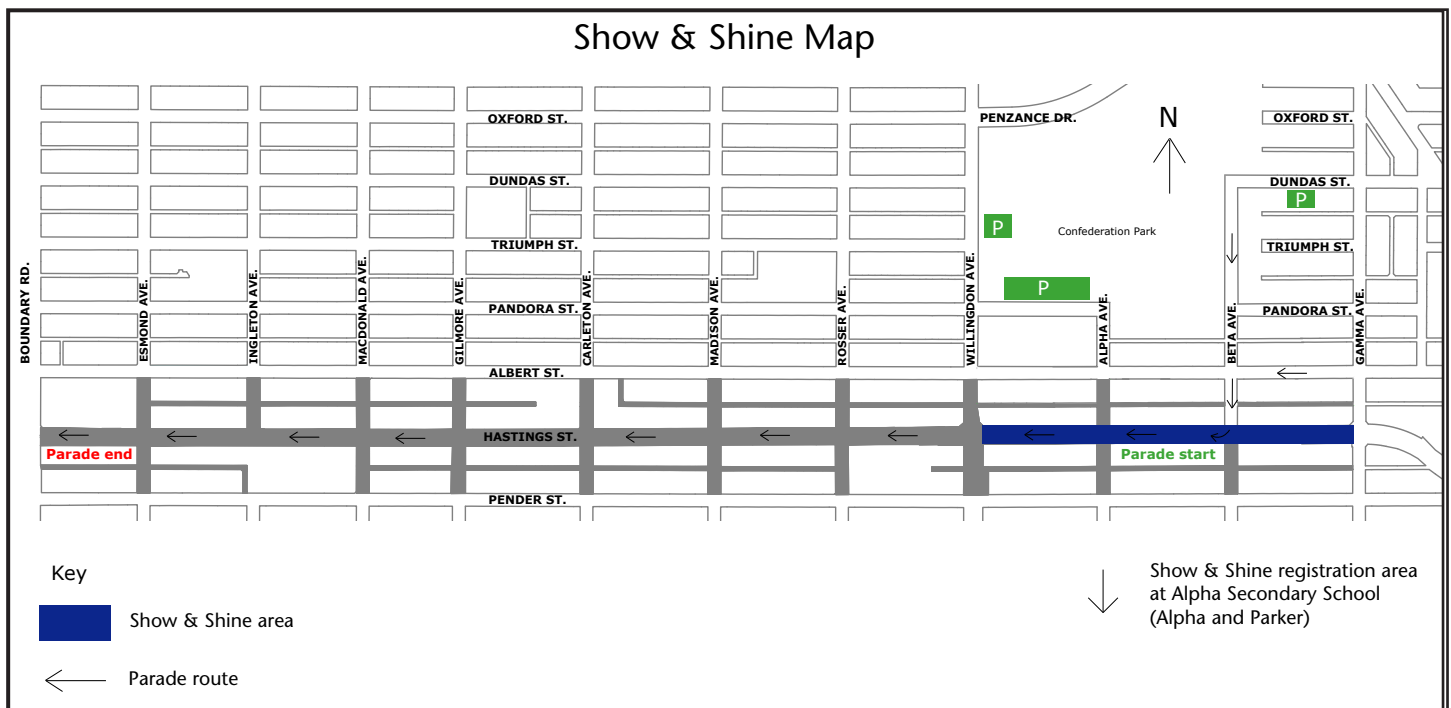 Show & Shine Map
OXFORD ST.
PENZANCE DR.
N
OXFORD ST.
DUNDAS ST.
DUNDAS ST.
P
P
Confederation Park
TRIUMPH ST.
TRIUMPH ST.
P
PANDORA ST.
PANDORA ST.
BOUNDARY RD.
ESMOND AVE.
INGLETON AVE.
MACDONALD AVE.
GILMORE AVE.
CARLETON AVE.
MADISON AVE.
ROSSER AVE.
WILLINGDON AVE.
ALPHA AVE.
BETA AVE.
GAMMA AVE.
ALBERT ST.
HASTINGS ST.
Parade end
Parade start
PENDER ST.
Key
Show & Shine area
Parade route
Show & Shine registration area
at Alpha Secondary School
(Alpha and Parker)